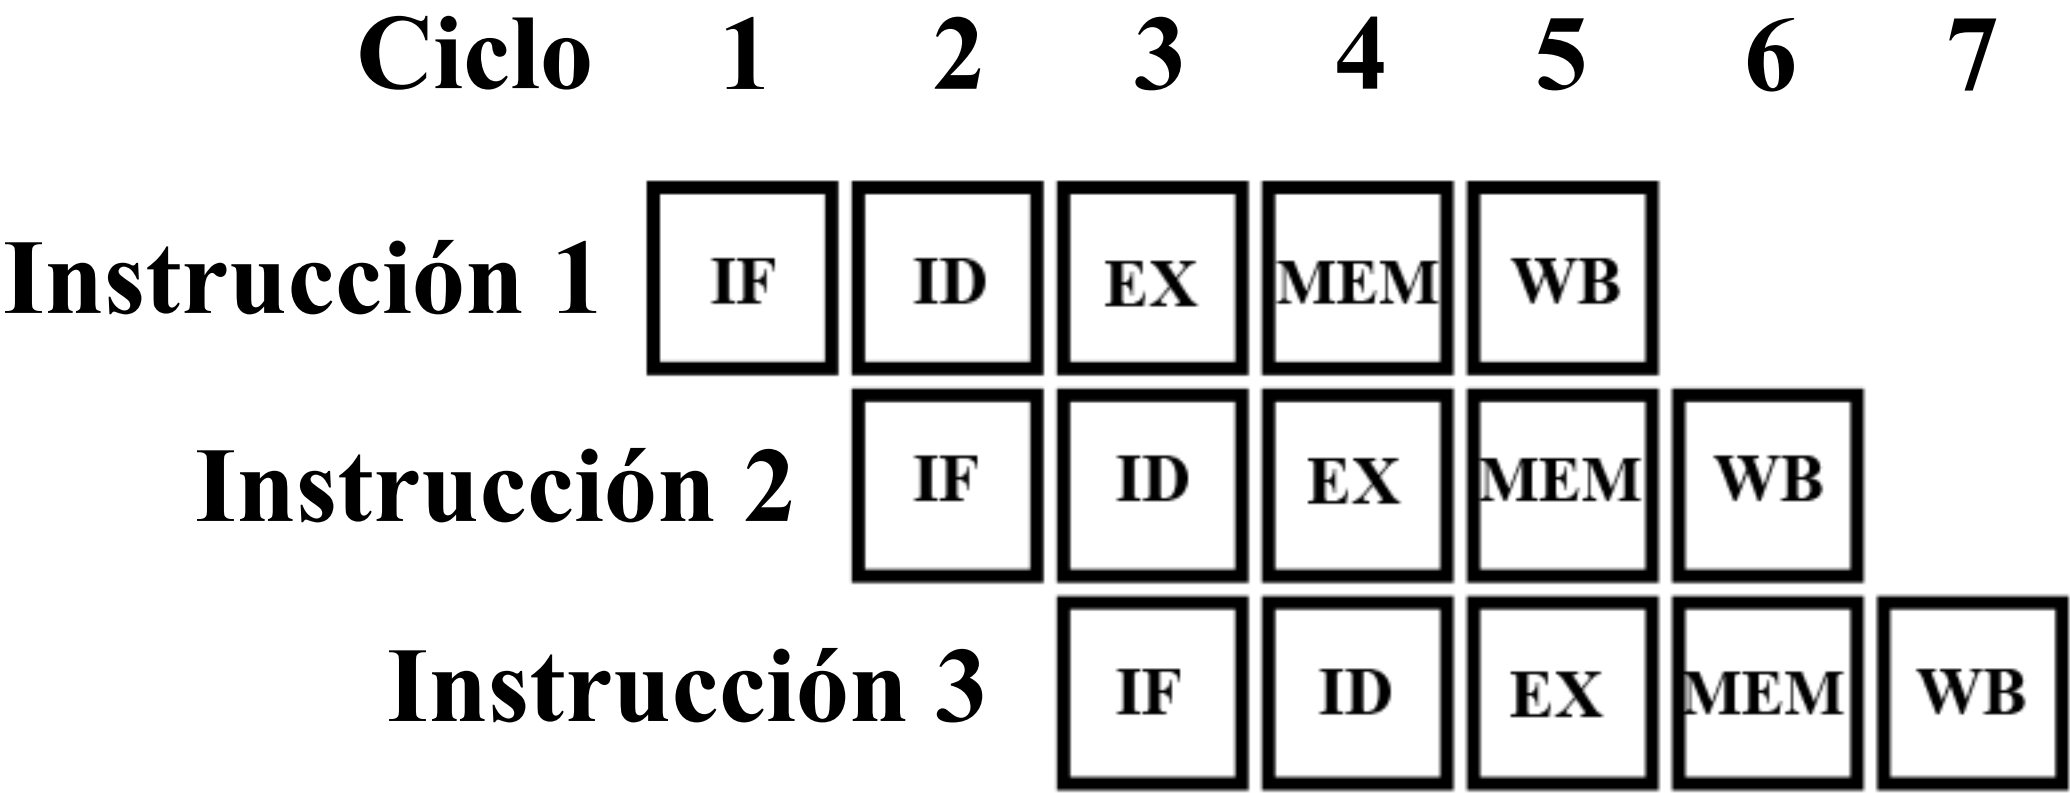 Ciclo 1 2 3 4 5 6 7
Instrucción 1 IF ID EX MEM WB
Instrucción 2 IF ID EX MEM WB
Instrucción 3 IF ID EX MEM WB